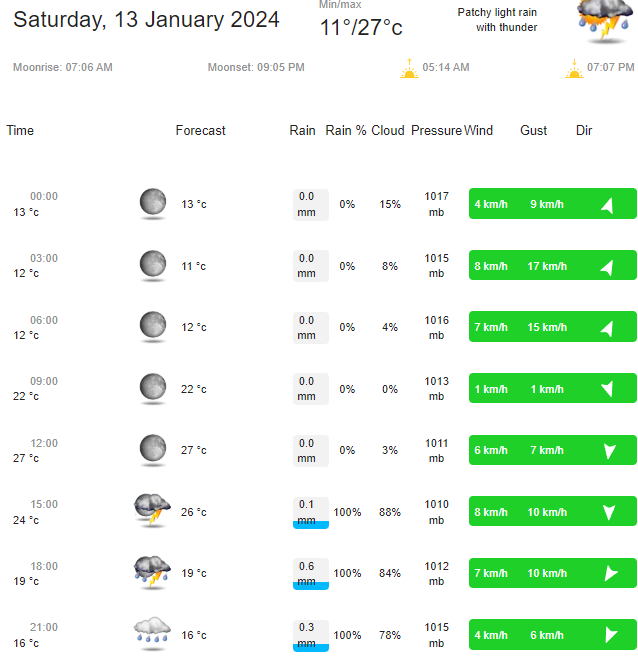 Saturday, 13 January 2024
Min/max
11°/27°c
Patchy light rain
with thunder
Moonrise: 07:06 AM
Moonset: 09:05 PM
05:14 AM
07:07 PM
Time Forecast Rain Rain % Cloud Pressure Wind Gust Dir
00:00
13 °c
13 °c
0.0
mm
0%
15%
1017
mb
4 km/h
9 km/h
03:00
12 °c
11 °c
0.0
mm
0%
8%
1015
mb
8 km/h
17 km/h
06:00
12 °c
12 °c
0.0
mm
0%
4%
1016
mb
7 km/h
15 km/h
09:00
22 °c
22 °c
0.0
mm
0%
0%
1013
mb
1 km/h
1 km/h
12:00
27 °c
27 °c
0.0
mm
0%
3%
1011
mb
6 km/h
7 km/h
15:00
24 °c
26 °c
0.1
mm
100%
88%
1010
mb
8 km/h
10 km/h
18:00
19 °c
19 °c
0.6
mm
100%
84%
1012
mb
7 km/h
10 km/h
21:00
16 °c
16 °c
0.3
mm
100%
78%
1015
mb
4 km/h
6 km/h